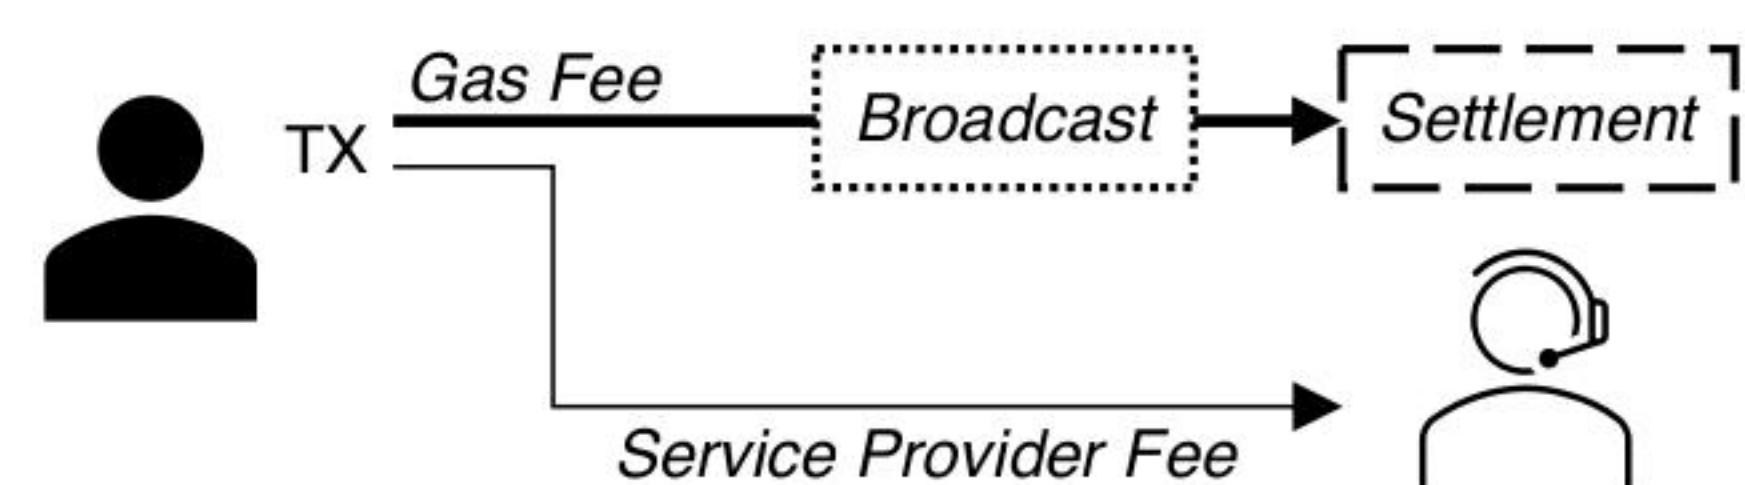 Gas Fee
TX
Broadcast
Settlement
Service Provider Fee